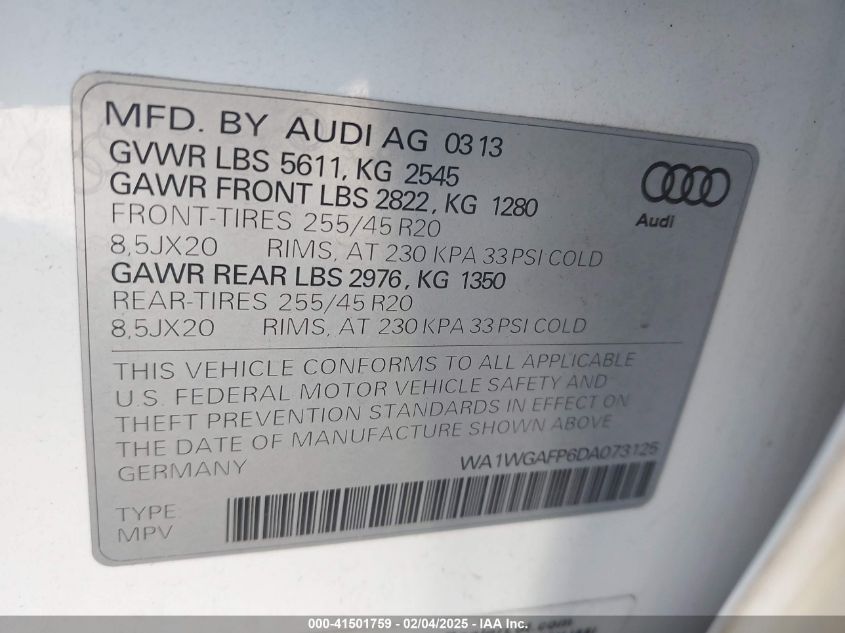 MFD. BY AUDI AG 03 13
GVWR LBS 5611, KG 2545
GAWR FRONT LBS 2822, KG 1280
FRONT-TIRES 255/45 R20
8,5JX20 RIMS, AT 230 KPA 33 PSI COLD
GAWR REAR LBS 2976, KG 1350
REAR-TIRES 255/45 R20
8,5JX20 RIMS, AT 230 KPA 33 PSI COLD
Audi
THIS VEHICLE CONFORMS TO ALL APPLICABLE
U.S. FEDERAL MOTOR VEHICLE SAFETY AND
THEFT PREVENTION STANDARDS IN EFFECT ON
THE DATE OF MANUFACTURE SHOWN ABOVE
GERMANY WA1WGAFP6DA073125
TYPE
MPV
000-41501759 - 02/04/2025 - IAAI.com